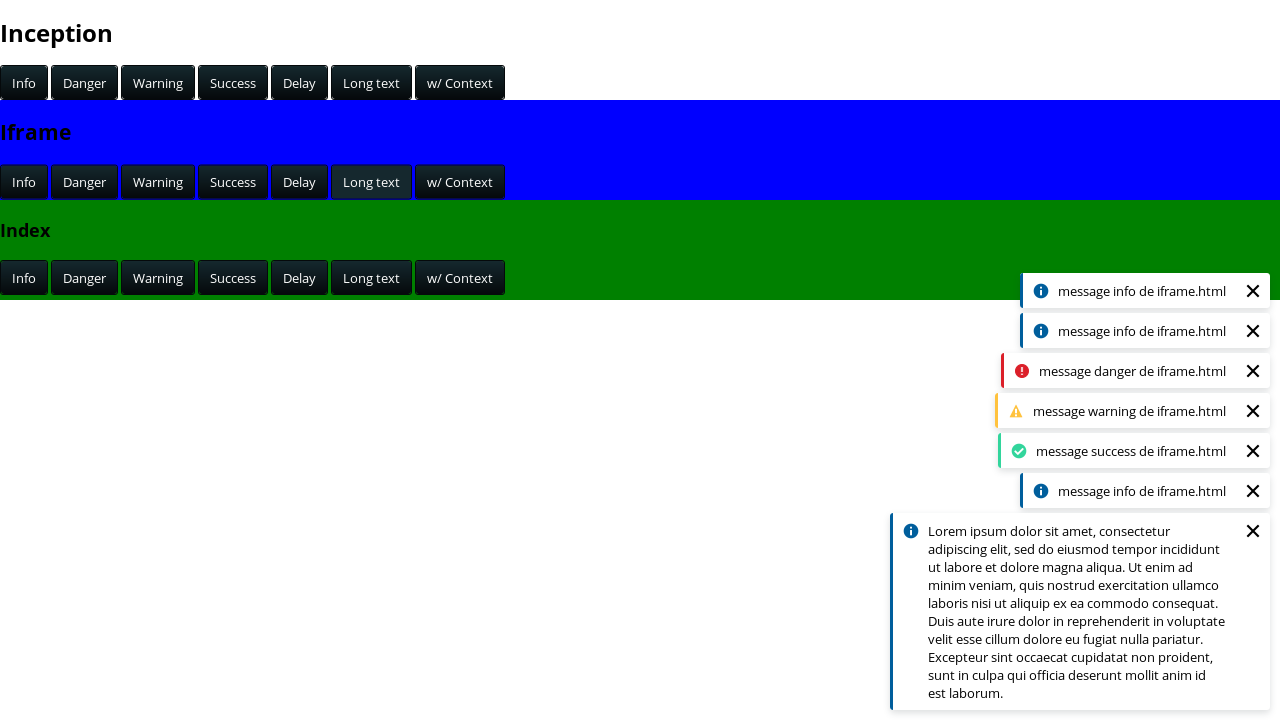 Inception
Info Danger Warning Success Delay Long text w/ Context
Iframe
Info Danger Warning Success Delay Long text w/ Context
Index
Info Danger Warning Success Delay Long text w/ Context
message info de iframe.html
message info de iframe.html
message danger de iframe.html
message warning de iframe.html
message success de iframe.html
message info de iframe.html
Lorem ipsum dolor sit amet, consectetur
adipiscing elit, sed do eiusmod tempor incididunt
ut labore et dolore magna aliqua. Ut enim ad
minim veniam, quis nostrud exercitation ullamco
laboris nisi ut aliquip ex ea commodo consequat.
Duis aute irure dolor in reprehenderit in voluptate
velit esse cillum dolore eu fugiat nulla pariatur.
Excepteur sint occaecat cupidatat non proident,
sunt in culpa qui officia deserunt mollit anim id
est laborum.